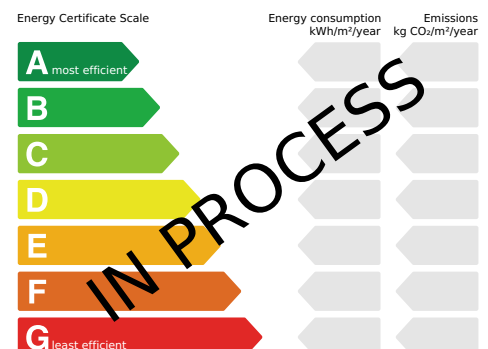 Energy Certificate Scale
Energy consumption
kWh/m²/year
Emissions
kg CO₂/m²/year
A most efficient
B
C
D
E
F
G least efficient
IN PROCESS